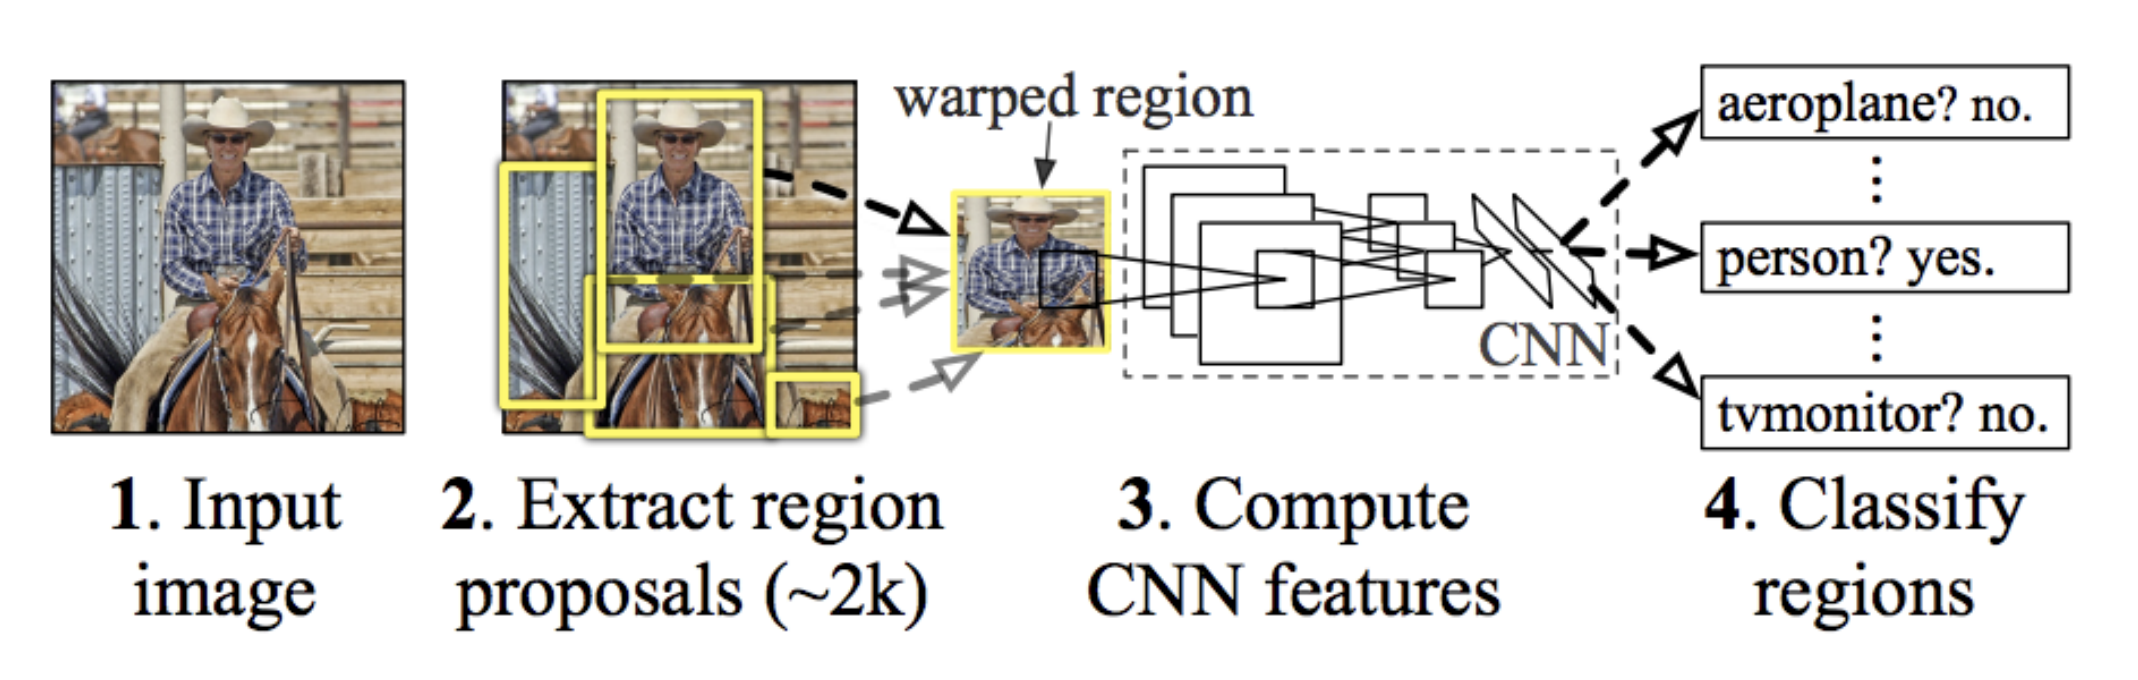 warped region
aeroplane? no.
person? yes.
CNN
tvmonitor? no.
1. Input
image
2. Extract region
proposals (~2k)
3. Compute
CNN features
4. Classify
regions